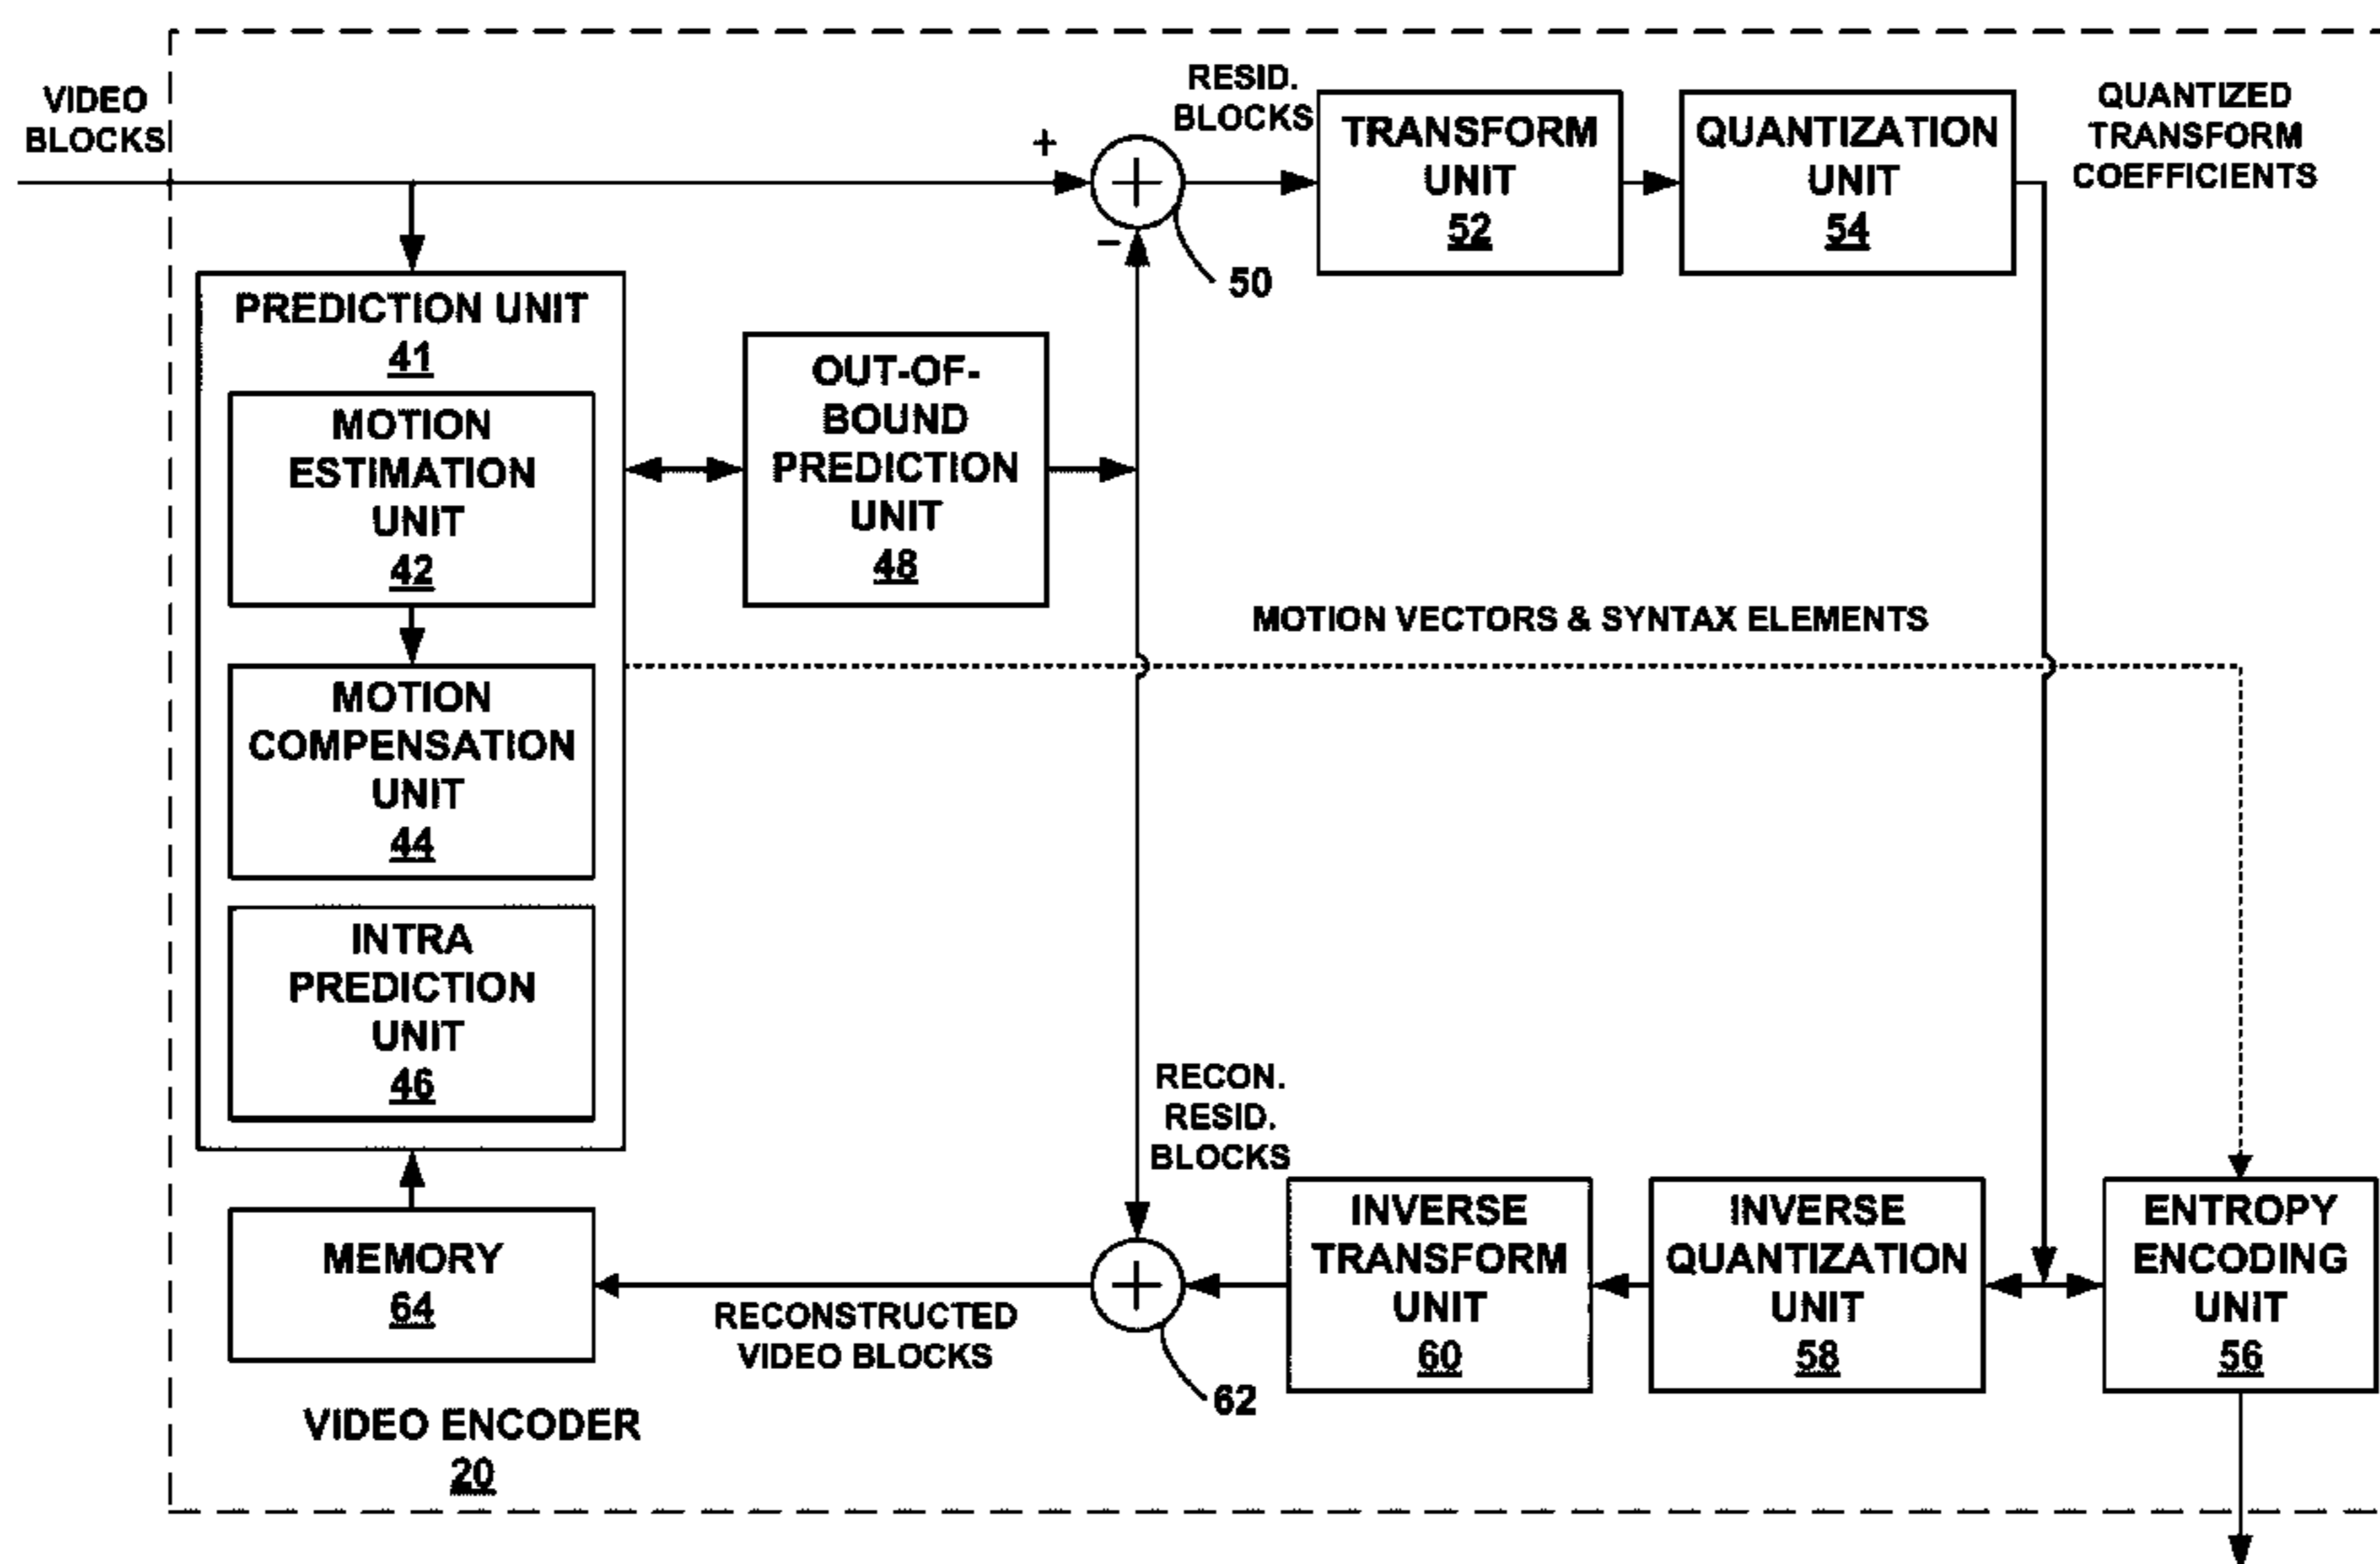 VIDEO
BLOCKS
RESID.
BLOCKS
+
−
50
TRANSFORM
UNIT
52
QUANTIZATION
UNIT
54
QUANTIZED
TRANSFORM
COEFFICIENTS
PREDICTION UNIT
41
MOTION
ESTIMATION
UNIT
42
OUT-OF-
BOUND
PREDICTION
UNIT
48
MOTION VECTORS & SYNTAX ELEMENTS
MOTION
COMPENSATION
UNIT
44
INTRA
PREDICTION
UNIT
46
RECON.
RESID.
BLOCKS
MEMORY
64
RECONSTRUCTED
VIDEO BLOCKS
62
INVERSE
TRANSFORM
UNIT
60
INVERSE
QUANTIZATION
UNIT
58
ENTROPY
ENCODING
UNIT
56
VIDEO ENCODER
20